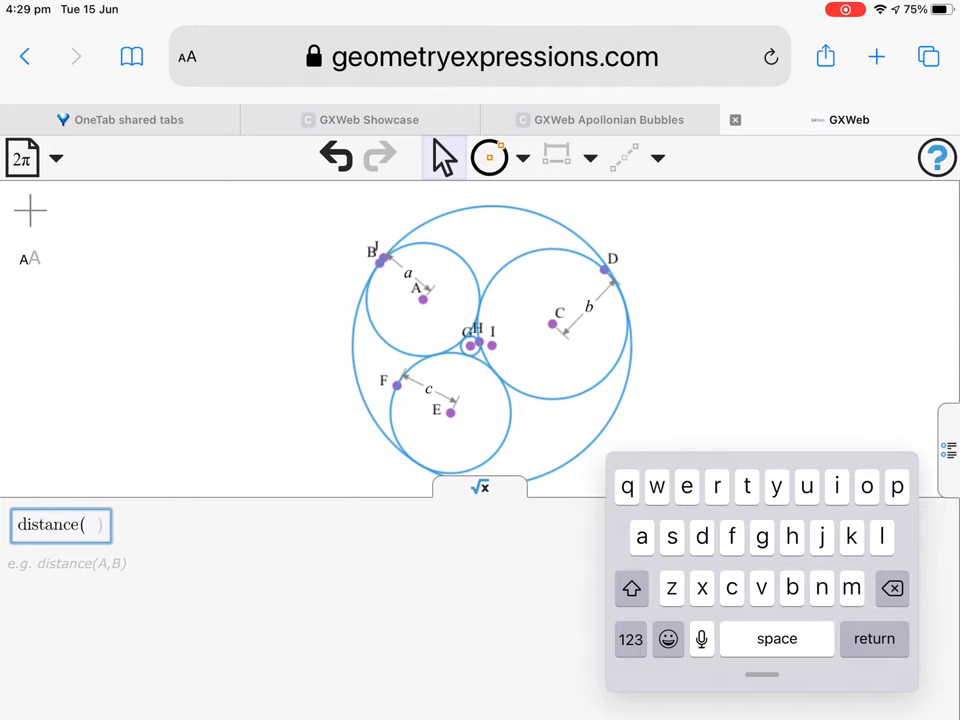 4:29 pm Tue 15 Jun 75%
AA geometryexpressions.com
OneTab shared tabs GXWeb Showcase GXWeb Apollonian Bubbles GXWeb
2π ?
AA
B J D
a
A
C b
G H I
F
c
E
√x
distance( )
e.g. distance(A,B)
q w e r t y u i o p
a s d f g h j k l
z x c v b n m
123 space return